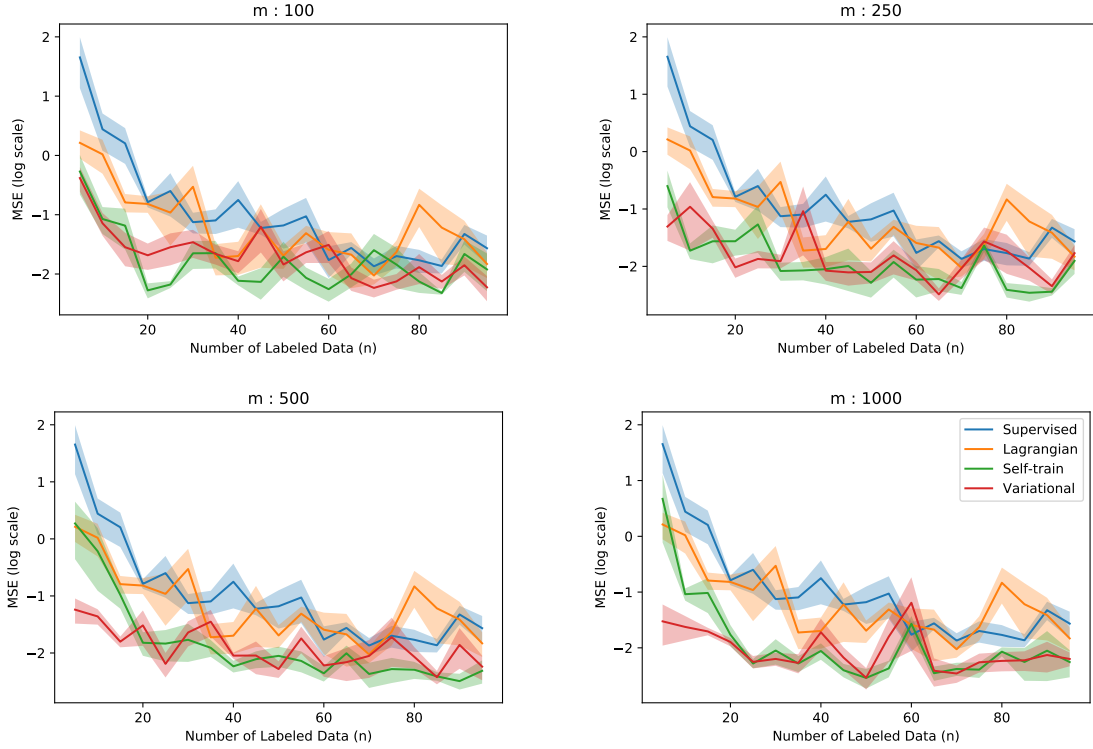 m : 100
2
1
0
−1
−2
MSE (log scale)
20 40 60 80
Number of Labeled Data (n)
m : 250
2
1
0
−1
−2
MSE (log scale)
20 40 60 80
Number of Labeled Data (n)
m : 500
2
1
0
−1
−2
MSE (log scale)
20 40 60 80
Number of Labeled Data (n)
m : 1000
2
1
0
−1
−2
MSE (log scale)
Supervised
Lagrangian
Self-train
Variational
20 40 60 80
Number of Labeled Data (n)